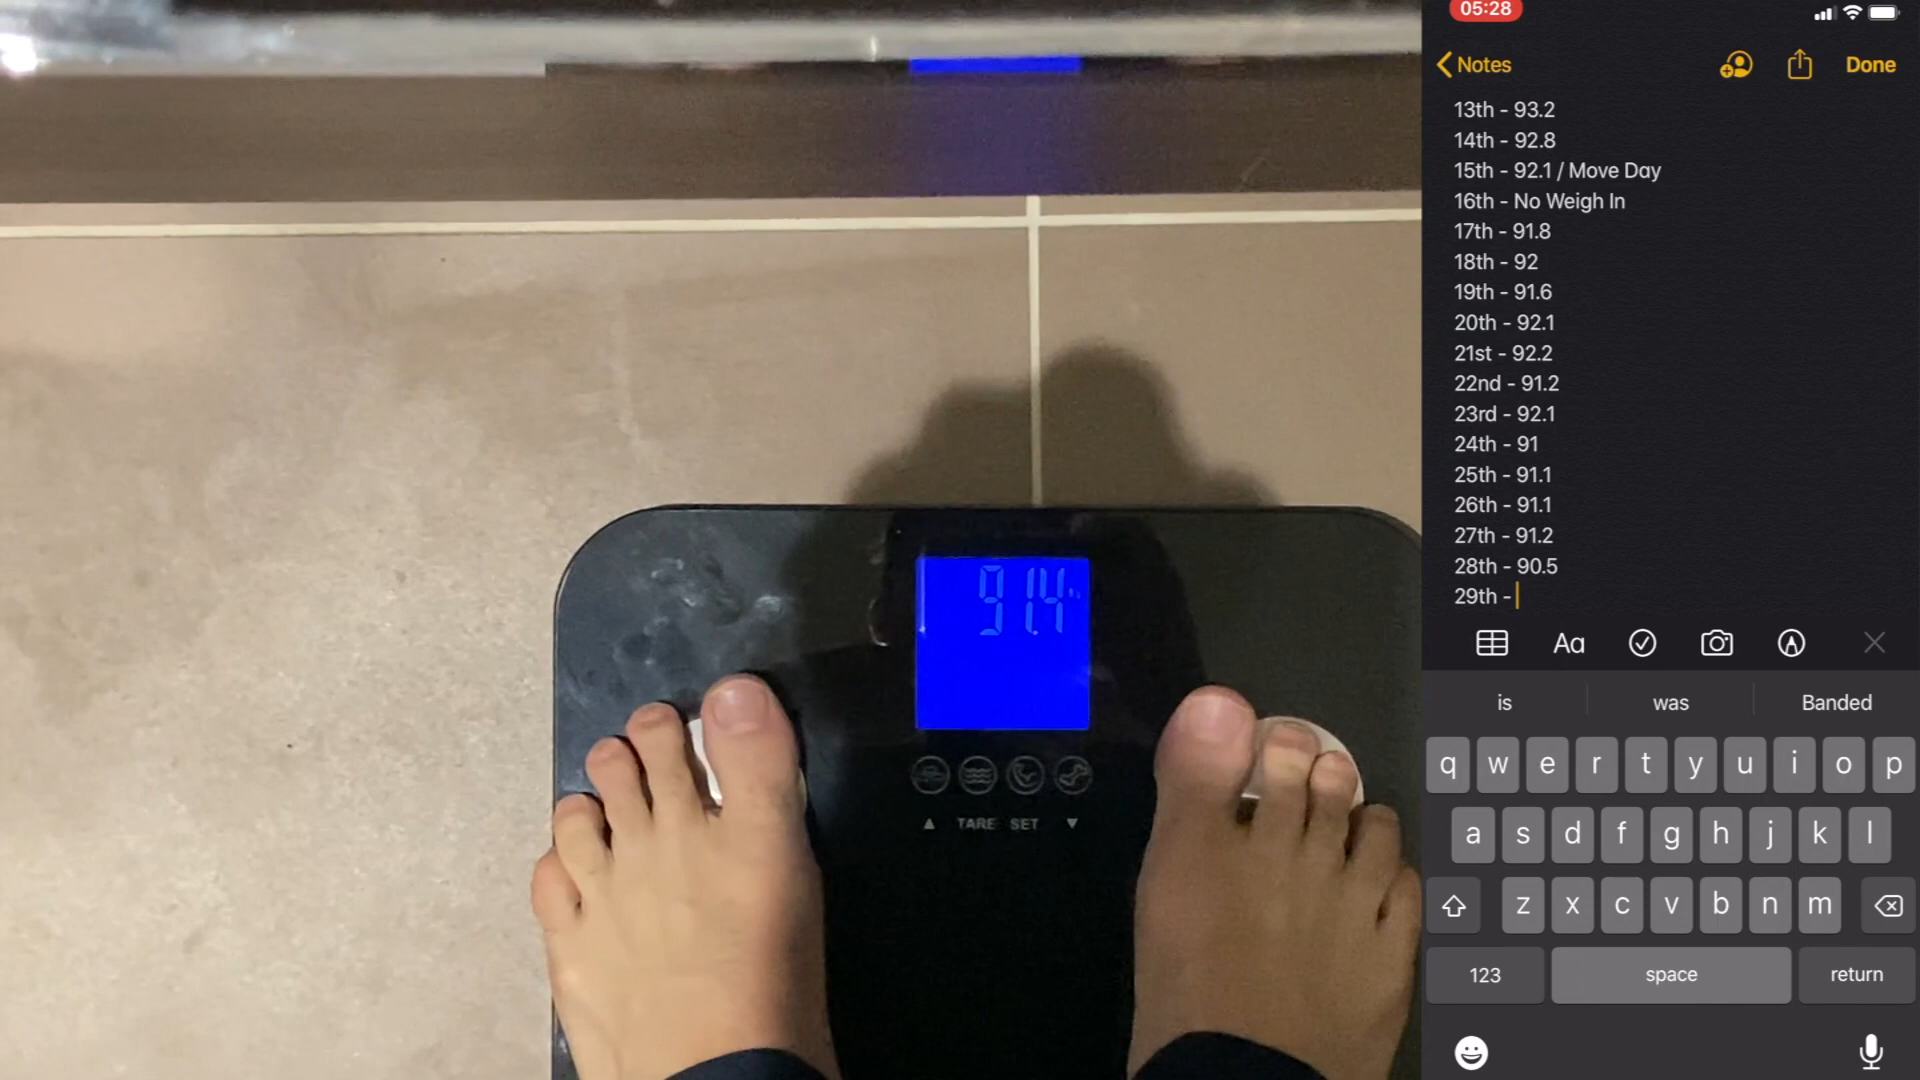 91.4
TARE SET
05:28
Notes
Done
13th - 93.2
14th - 92.8
15th - 92.1 / Move Day
16th - No Weigh In
17th - 91.8
18th - 92
19th - 91.6
20th - 92.1
21st - 92.2
22nd - 91.2
23rd - 92.1
24th - 91
25th - 91.1
26th - 91.1
27th - 91.2
28th - 90.5
29th -
Aa
is was Banded
q w e r t y u i o p
a s d f g h j k l
z x c v b n m
123 space return